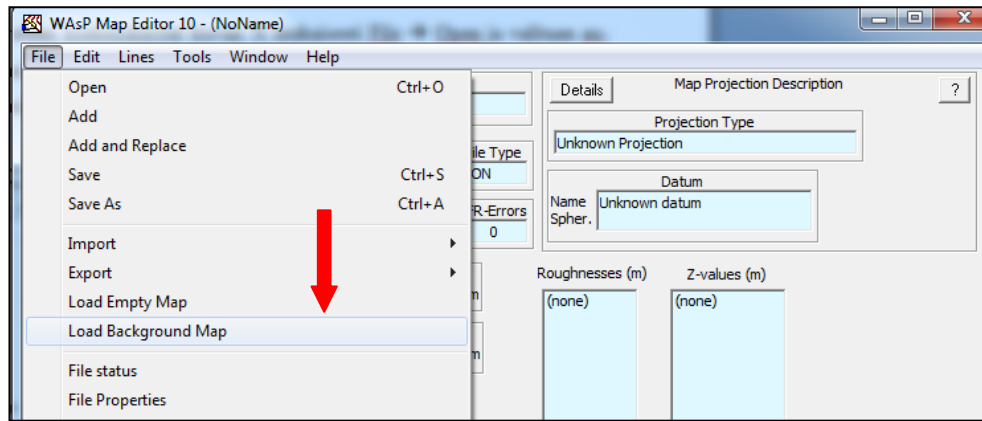 WAsP Map Editor 10 - (NoName)
File Edit Lines Tools Window Help
Open Ctrl+O
Add
Add and Replace
Save Ctrl+S
Save As Ctrl+A
Import
Export
Load Empty Map
Load Background Map
File status
File Properties
ile Type
ON
R-Errors
0
m
m
Details Map Projection Description ?
Projection Type
Unknown Projection
Datum
Name Unknown datum
Spher.
Roughnesses (m) Z-values (m)
(none) (none)